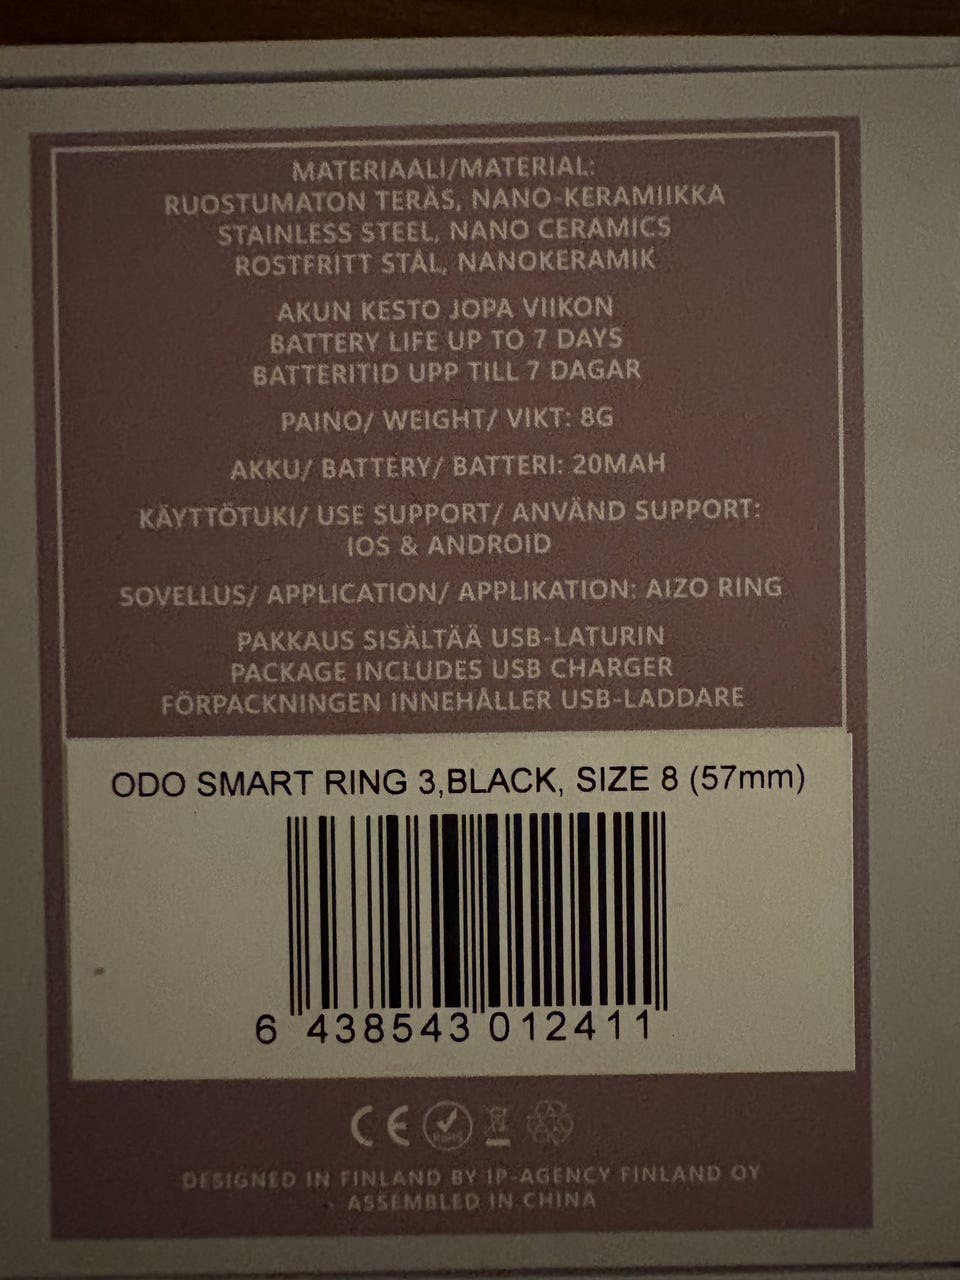 MATERIAALI/MATERIAL:
RUOSTUMATON TERÄS, NANO-KERAMIIKKA
STAINLESS STEEL, NANO CERAMICS
ROSTFRITT STÅL, NANOKERAMIK
AKUN KESTO JOPA VIIKON
BATTERY LIFE UP TO 7 DAYS
BATTERITID UPP TILL 7 DAGAR
PAINO/ WEIGHT/ VIKT: 8G
AKKU/ BATTERY/ BATTERI: 20MAH
KÄYTTÖTUKI/ USE SUPPORT/ ANVÄND SUPPORT:
IOS & ANDROID
SOVELLUS/ APPLICATION/ APPLIKATION: AIZO RING
PAKKAUS SISÄLTÄÄ USB-LATURIN
PACKAGE INCLUDES USB CHARGER
FÖRPACKNINGEN INNEHÅLLER USB-LADDARE
ODO SMART RING 3,BLACK, SIZE 8 (57mm)
6 438543 012411
CE RoHS
DESIGNED IN FINLAND BY IP-AGENCY FINLAND OY
ASSEMBLED IN CHINA